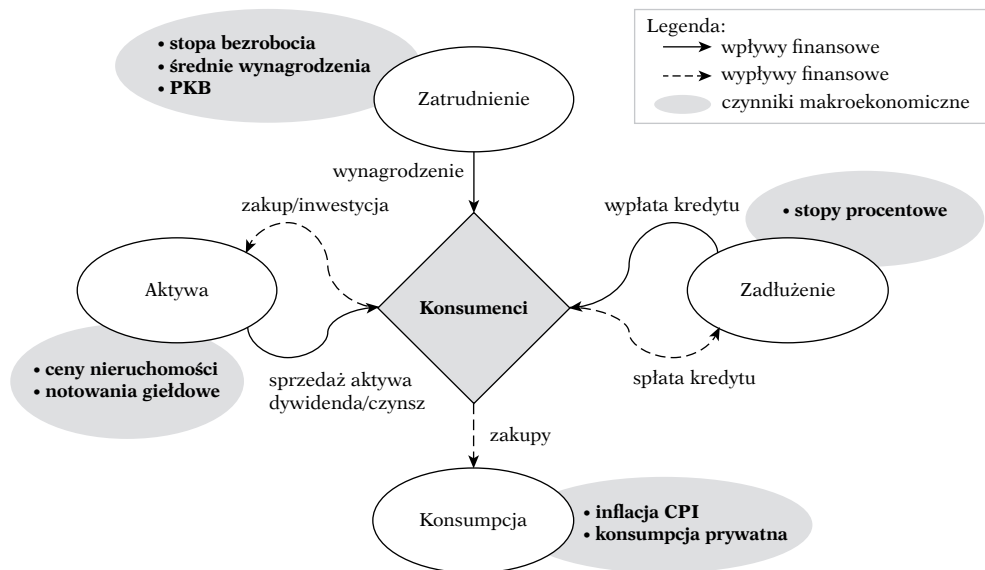 • stopa bezrobocia
• średnie wynagrodzenia
• PKB
Zatrudnienie
Legenda:
wpływy finansowe
wypływy finansowe
czynniki makroekonomiczne
wynagrodzenie
zakup/inwestycja
wypłata kredytu
• stopy procentowe
Aktywa
Konsumenci
Zadłużenie
• ceny nieruchomości
• notowania giełdowe
sprzedaż aktywa
dywidenda/czynsz
spłata kredytu
zakupy
Konsumpcja
• inflacja CPI
• konsumpcja prywatna